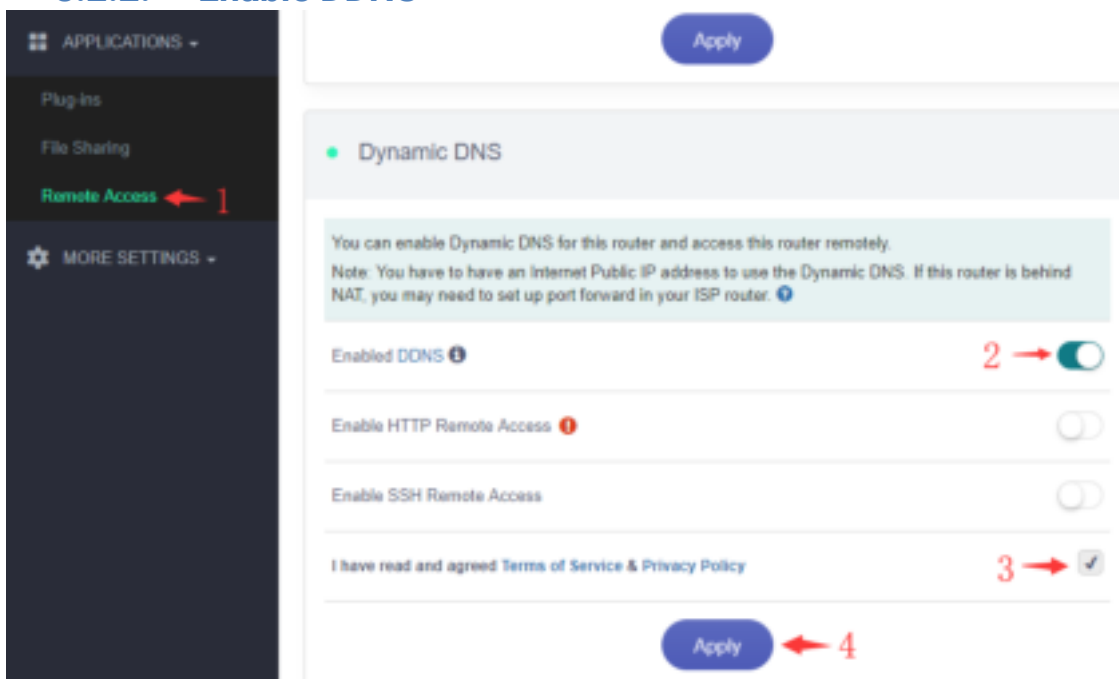 Enable DDNS
APPLICATIONS
Apply
Plug-ins
File Sharing
Remote Access 1
Dynamic DNS
You can enable Dynamic DNS for this router and access this router remotely.
Note: You have to have an Internet Public IP address to use the Dynamic DNS. If this router is behind
NAT, you may need to set up port forward in your ISP router. ?
MORE SETTINGS
Enabled DDNS i
2
Enable HTTP Remote Access !
Enable SSH Remote Access
I have read and agreed Terms of Service & Privacy Policy
3
Apply 4